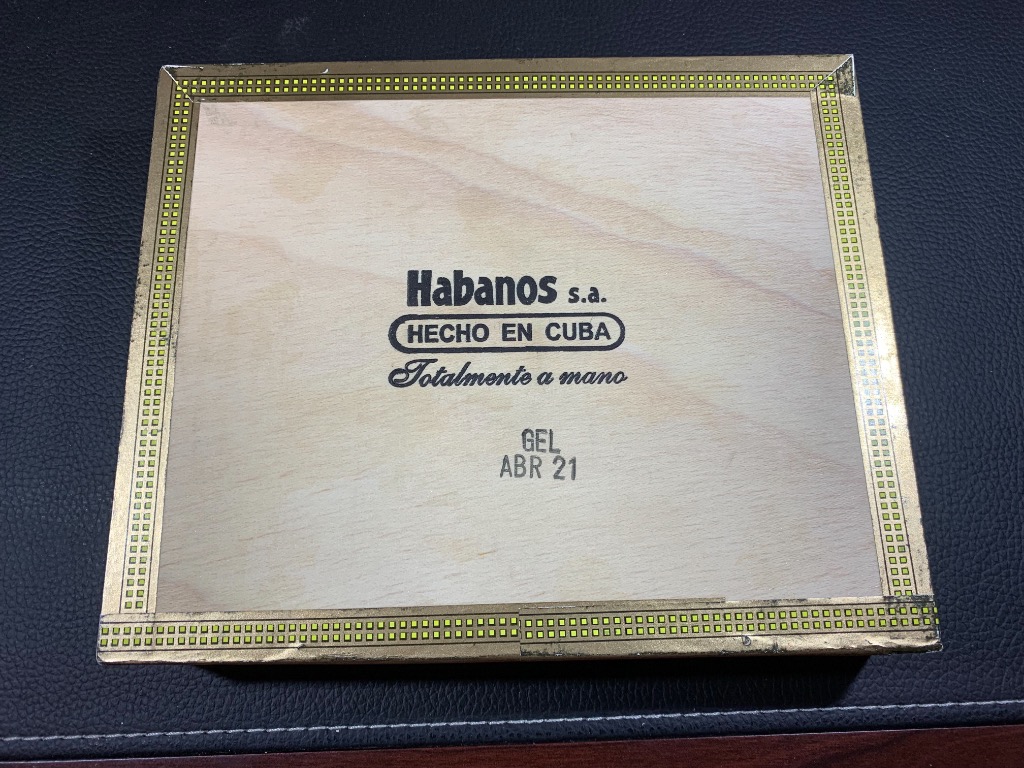 Habanos s.a.
HECHO EN CUBA
Totalmente a mano
GEL
ABR 21